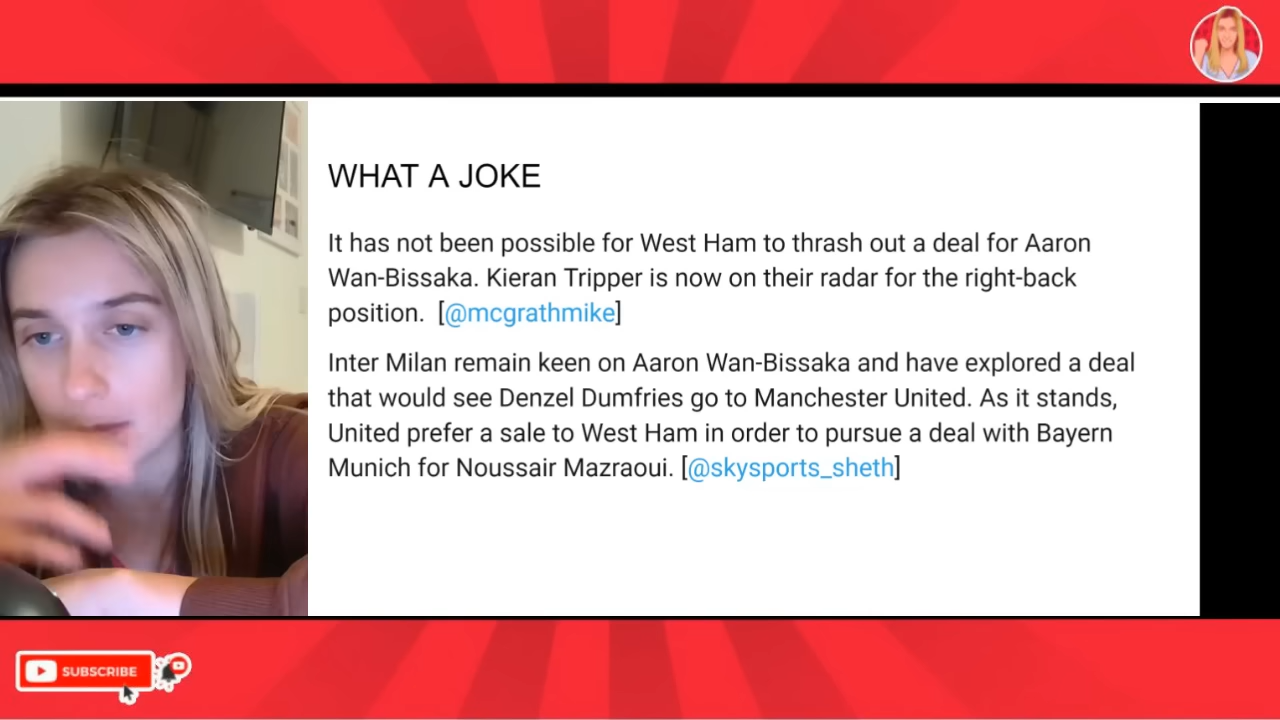 WHAT A JOKE
It has not been possible for West Ham to thrash out a deal for Aaron
Wan-Bissaka. Kieran Tripper is now on their radar for the right-back
position. [@mcgrathmike]
Inter Milan remain keen on Aaron Wan-Bissaka and have explored a deal
that would see Denzel Dumfries go to Manchester United. As it stands,
United prefer a sale to West Ham in order to pursue a deal with Bayern
Munich for Noussair Mazraoui. [@skysports_sheth]
SUBSCRIBE